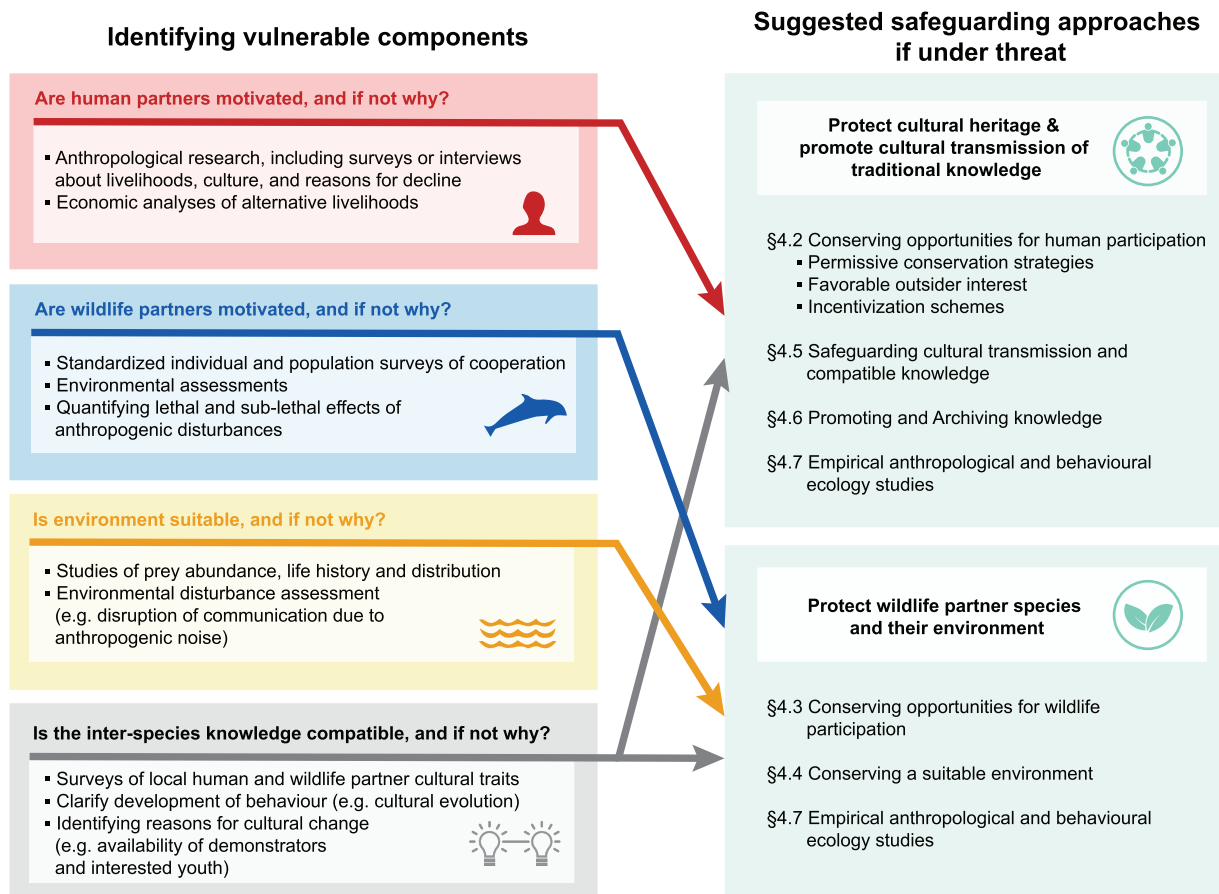 Identifying vulnerable components
Are human partners motivated, and if not why?
▪ Anthropological research, including surveys or interviews
about livelihoods, culture, and reasons for decline
▪ Economic analyses of alternative livelihoods
Are wildlife partners motivated, and if not why?
▪ Standardized individual and population surveys of cooperation
▪ Environmental assessments
▪ Quantifying lethal and sub-lethal effects of
anthropogenic disturbances
Is environment suitable, and if not why?
▪ Studies of prey abundance, life history and distribution
▪ Environmental disturbance assessment
(e.g. disruption of communication due to
anthropogenic noise)
Is the inter-species knowledge compatible, and if not why?
▪ Surveys of local human and wildlife partner cultural traits
▪ Clarify development of behaviour (e.g. cultural evolution)
▪ Identifying reasons for cultural change
(e.g. availability of demonstrators
and interested youth)
Suggested safeguarding approaches
if under threat
Protect cultural heritage &
promote cultural transmission of
traditional knowledge
§4.2 Conserving opportunities for human participation
▪ Permissive conservation strategies
▪ Favorable outsider interest
▪ Incentivization schemes
§4.5 Safeguarding cultural transmission and
compatible knowledge
§4.6 Promoting and Archiving knowledge
§4.7 Empirical anthropological and behavioural
ecology studies
Protect wildlife partner species
and their environment
§4.3 Conserving opportunities for wildlife
participation
§4.4 Conserving a suitable environment
§4.7 Empirical anthropological and behavioural
ecology studies